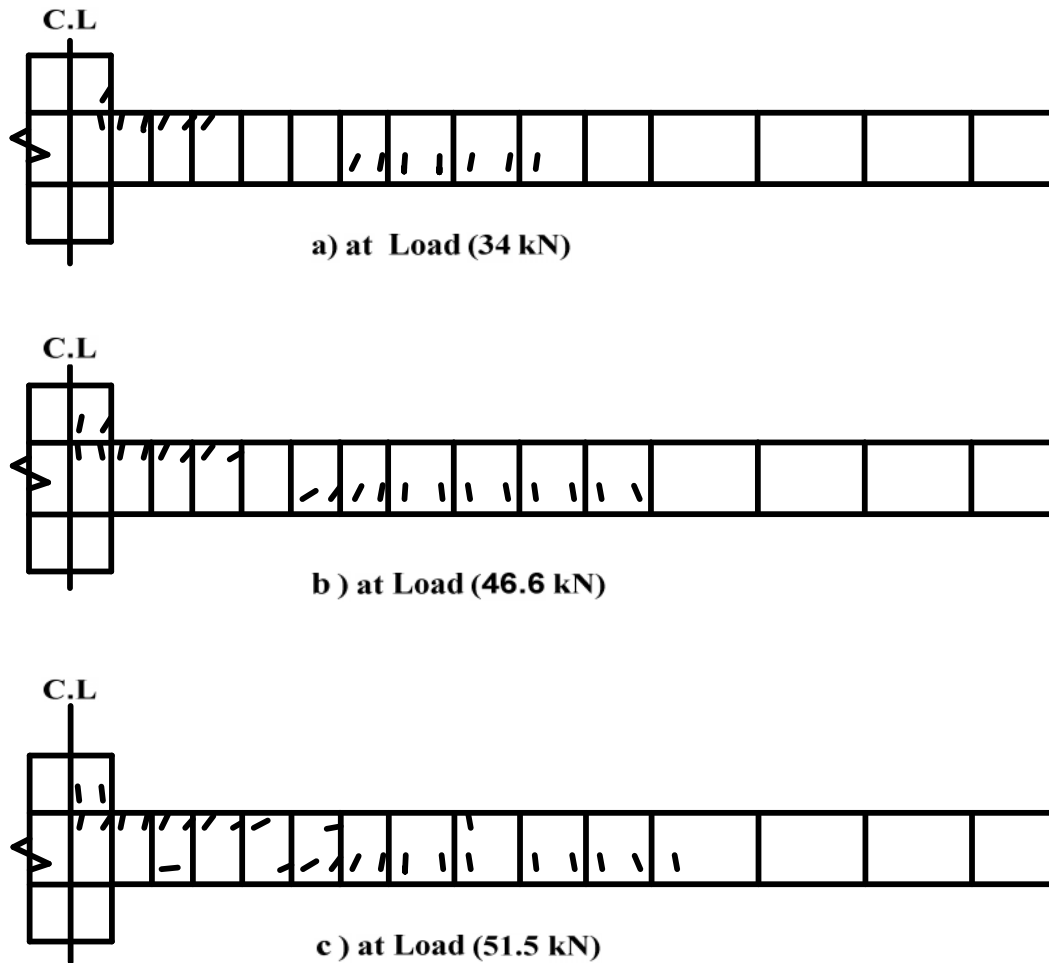 C.L
a) at Load (34 kN)
C.L
b ) at Load (46.6 kN)
C.L
c ) at Load (51.5 kN)